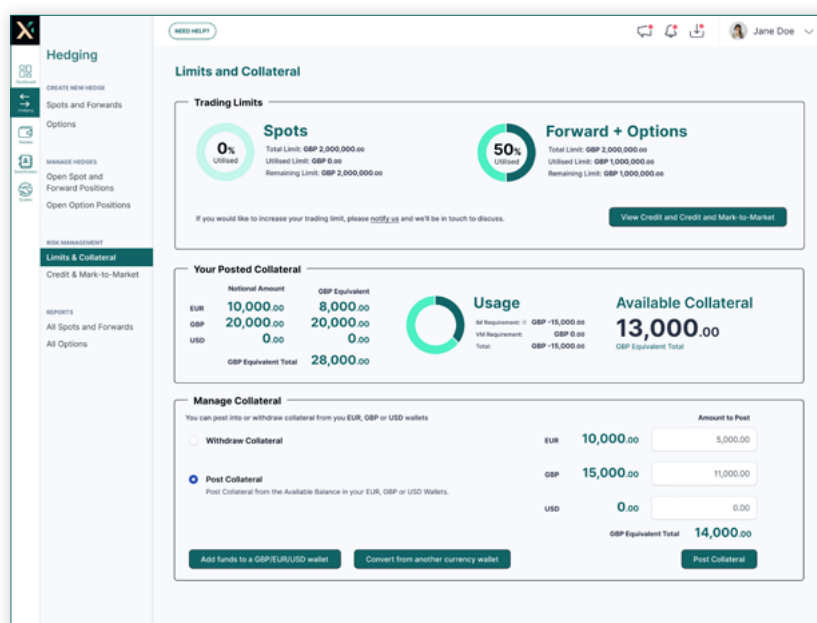 NEED HELP?
Jane Doe
Hedging
Dashboard
CREATE NEW HEDGE
Hedging
Spots and Forwards
Options
Wallets
MANAGE HEDGES
Open Spot and
Forward Positions
Open Option Positions
RISK MANAGEMENT
Limits & Collateral
Credit & Mark-to-Market
REPORTS
All Spots and Forwards
All Options
Limits and Collateral
Trading Limits
0%
Utilised
Spots
Total Limit: GBP 2,000,000.00
Utilised Limit: GBP 0.00
Remaining Limit: GBP 2,000,000.00
50%
Utilised
Forward + Options
Total Limit: GBP 2,000,000.00
Utilised Limit: GBP 1,000,000.00
Remaining Limit: GBP 1,000,000.00
If you would like to increase your trading limit, please notify us and we'll be in touch to discuss.
View Credit and Credit and Mark-to-Market
Your Posted Collateral
Notional Amount GBP Equivalent
EUR 10,000.00 8,000.00
GBP 20,000.00 20,000.00
USD 0.00 0.00
GBP Equivalent Total 28,000.00
Usage
IM Requirement: GBP -15,000.00
VM Requirement: GBP 0.00
Total: GBP -15,000.00
Available Collateral
13,000.00
GBP Equivalent Total
Manage Collateral
You can post into or withdraw collateral from you EUR, GBP or USD wallets
Withdraw Collateral
Post Collateral
Post Collateral from the Available Balance in your EUR, GBP or USD Wallets.
Amount to Post
EUR 10,000.00 5,000.00
GBP 15,000.00 11,000.00
USD 0.00 0.00
GBP Equivalent Total 14,000.00
Add funds to a GBP/EUR/USD wallet
Convert from another currency wallet
Post Collateral